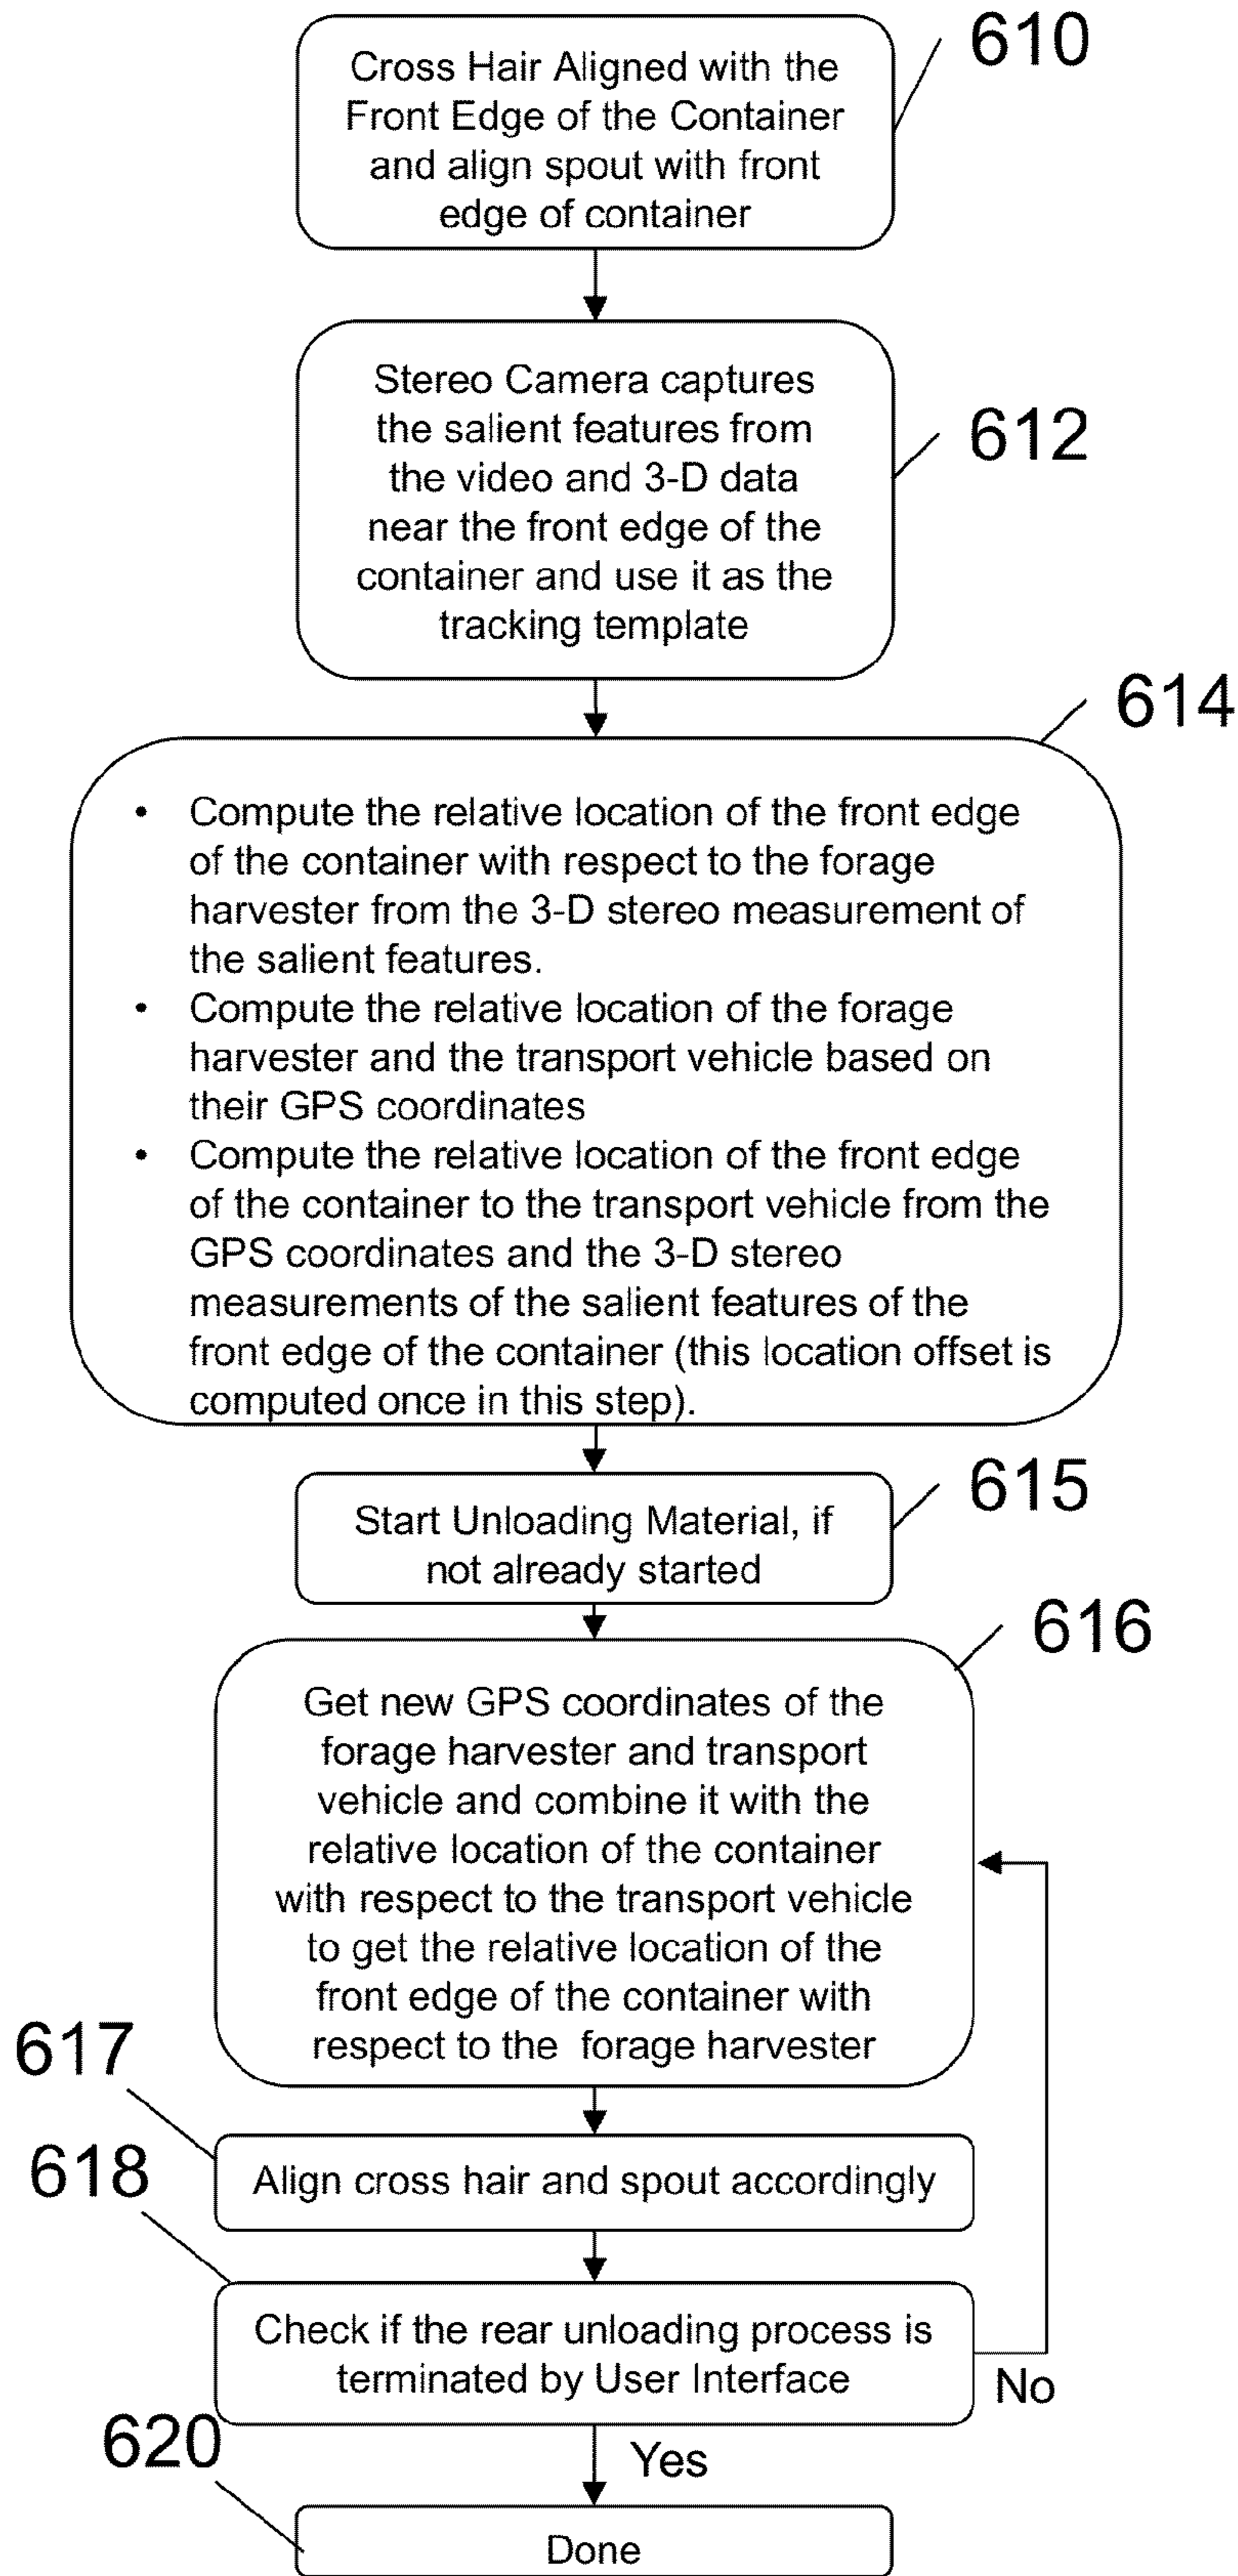 610
Cross Hair Aligned with the
Front Edge of the Container
and align spout with front
edge of container
612
Stereo Camera captures
the salient features from
the video and 3-D data
near the front edge of the
container and use it as the
tracking template
614
• Compute the relative location of the front edge
of the container with respect to the forage
harvester from the 3-D stereo measurement of
the salient features.
• Compute the relative location of the forage
harvester and the transport vehicle based on
their GPS coordinates
• Compute the relative location of the front edge
of the container to the transport vehicle from the
GPS coordinates and the 3-D stereo
measurements of the salient features of the
front edge of the container (this location offset is
computed once in this step).
615
Start Unloading Material, if
not already started
616
Get new GPS coordinates of the
forage harvester and transport
vehicle and combine it with the
relative location of the container
with respect to the transport vehicle
to get the relative location of the
front edge of the container with
respect to the forage harvester
617
Align cross hair and spout accordingly
618
Check if the rear unloading process is
terminated by User Interface
No
Yes
620
Done